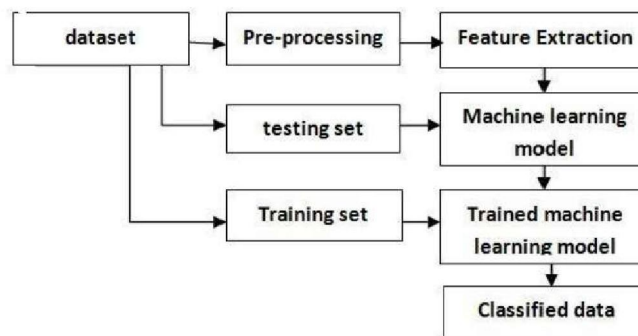 dataset
Pre-processing
Feature Extraction
testing set
Machine learning
model
Training set
Trained machine
learning model
Classified data